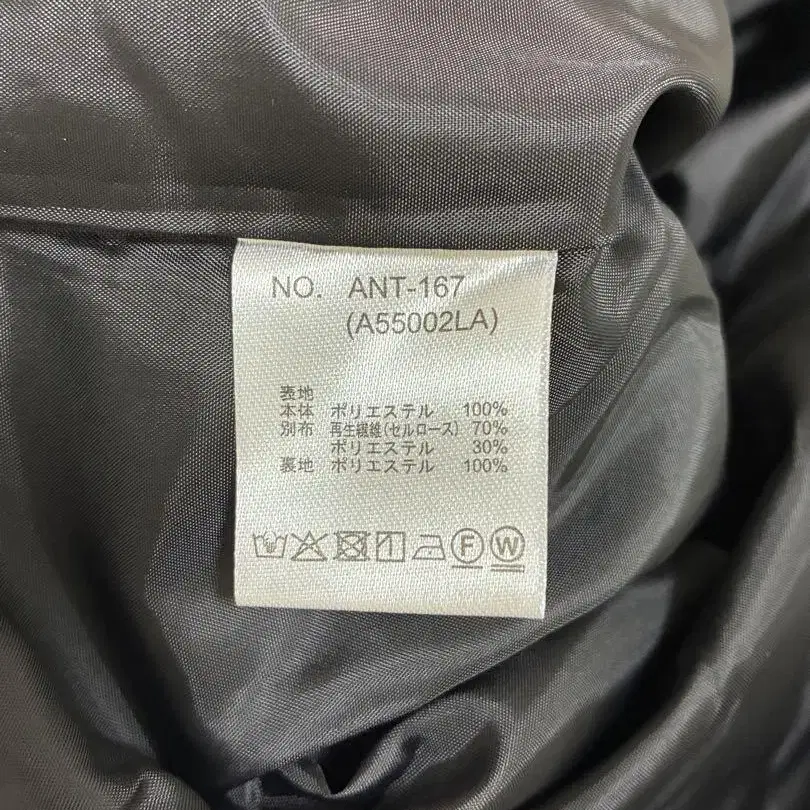 NO. ANT-167
(A55002LA)
表地
本体 ポリエステル 100%
別布 再生繊維(セルロース) 70%
ポリエステル 30%
裏地 ポリエステル 100%
F W